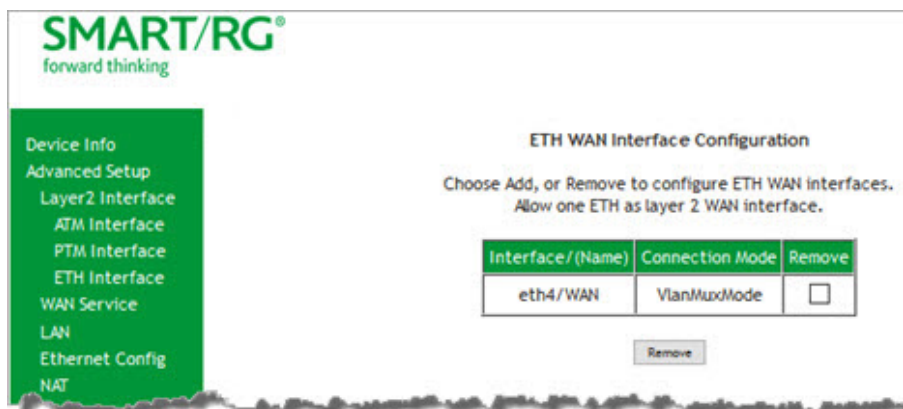 SMART/RG®
forward thinking
Device Info
Advanced Setup
Layer2 Interface
ATM Interface
PTM Interface
ETH Interface
WAN Service
LAN
Ethernet Config
NAT
ETH WAN Interface Configuration
Choose Add, or Remove to configure ETH WAN interfaces.
Allow one ETH as layer 2 WAN interface.
Interface/(Name) Connection Mode Remove
eth4/WAN VlanMuxMode
Remove